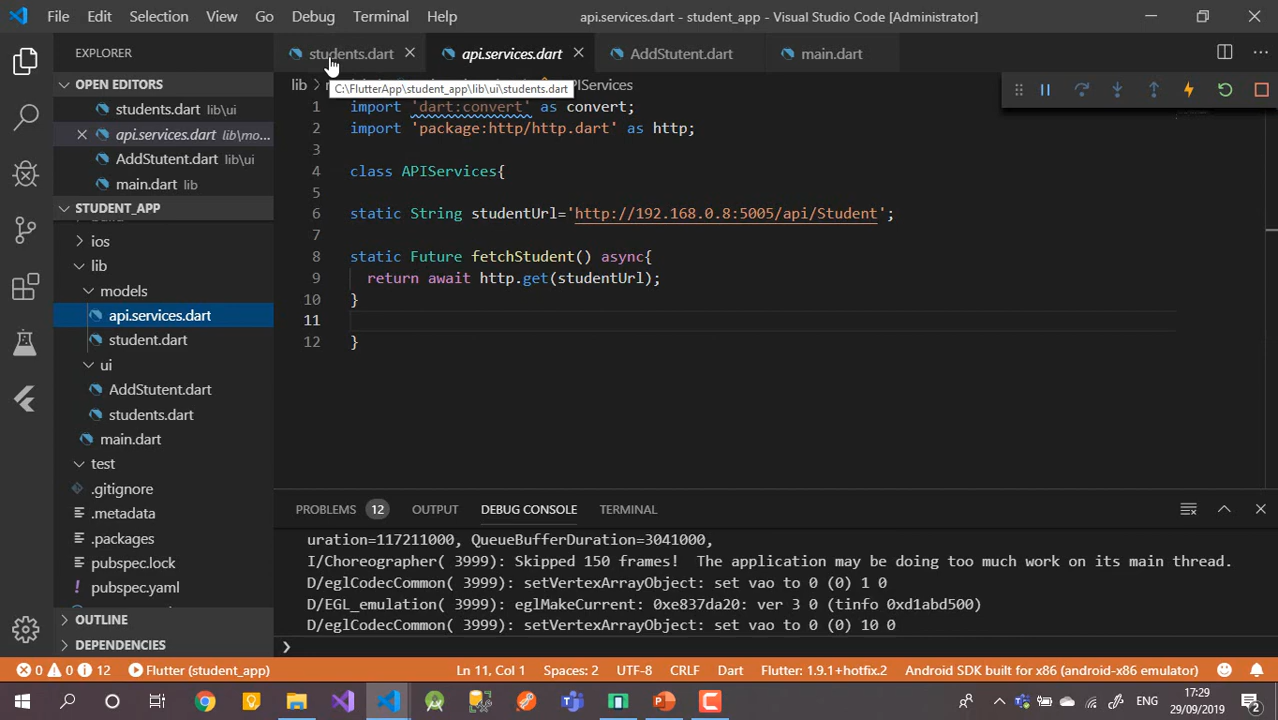 File Edit Selection View Go Debug Terminal Help
api.services.dart - student_app - Visual Studio Code [Administrator]
EXPLORER
OPEN EDITORS
students.dart lib\ui
api.services.dart lib\mo...
AddStutent.dart lib\ui
main.dart lib
STUDENT_APP
ios
lib
models
api.services.dart
student.dart
ui
AddStutent.dart
students.dart
main.dart
test
.gitignore
.metadata
.packages
pubspec.lock
pubspec.yaml
OUTLINE
DEPENDENCIES
students.dart
api.services.dart
AddStutent.dart
main.dart
lib
PIServices
C:\FlutterApp\student_app\lib\ui\students.dart
1 import 'dart:convert' as convert;
2 import 'package:http/http.dart' as http;
3
4 class APIServices{
5
6 static String studentUrl='http://192.168.0.8:5005/api/Student';
7
8 static Future fetchStudent() async{
9 return await http.get(studentUrl);
10 }
11
12 }
PROBLEMS 12 OUTPUT DEBUG CONSOLE TERMINAL
uration=117211000, QueueBufferDuration=3041000,
I/Choreographer( 3999): Skipped 150 frames! The application may be doing too much work on its main thread.
D/eglCodecCommon( 3999): setVertexArrayObject: set vao to 0 (0) 1 0
D/EGL_emulation( 3999): eglMakeCurrent: 0xe837da20: ver 3 0 (tinfo 0xd1abd500)
D/eglCodecCommon( 3999): setVertexArrayObject: set vao to 0 (0) 10 0
0 0 12 Flutter (student_app) Ln 11, Col 1 Spaces: 2 UTF-8 CRLF Dart Flutter: 1.9.1+hotfix.2 Android SDK built for x86 (android-x86 emulator)
ENG
17:29
29/09/2019
2